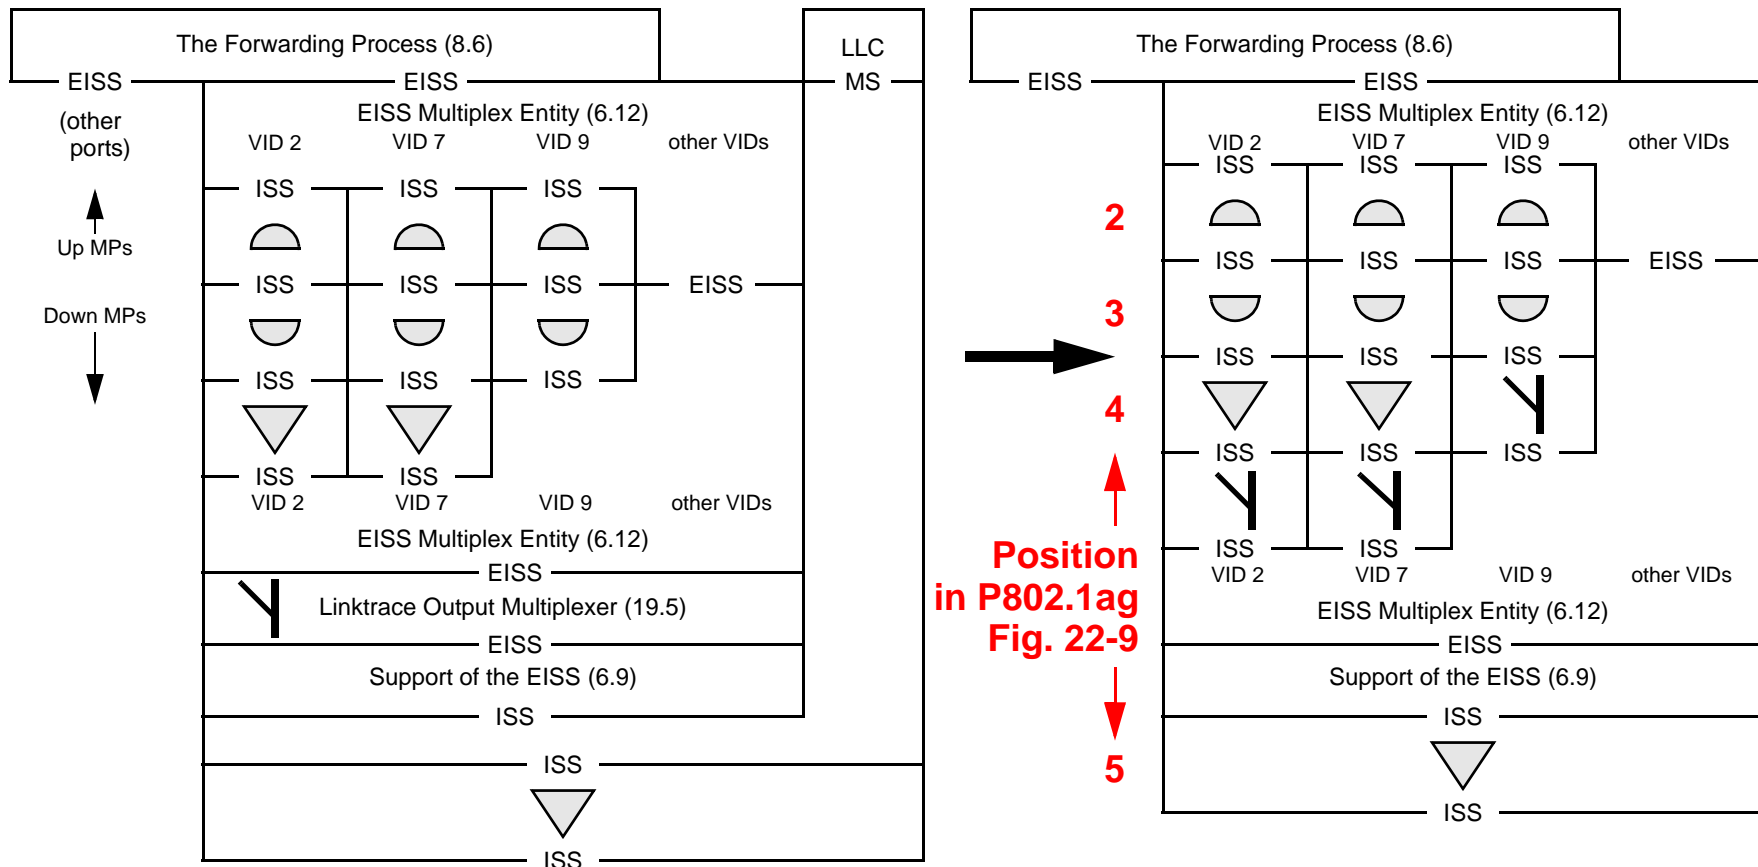 The Forwarding Process (8.6)
LLC
EISS
EISS
MS
EISS Multiplex Entity (6.12)
(other
ports)
VID 2
VID 7
VID 9
other VIDs
ISS
ISS
ISS
Up MPs
ISS
ISS
ISS
EISS
Down MPs
ISS
ISS
ISS
ISS
ISS
VID 2
VID 7
VID 9
other VIDs
EISS Multiplex Entity (6.12)
EISS
Linktrace Output Multiplexer (19.5)
EISS
Support of the EISS (6.9)
ISS
ISS
ISS
The Forwarding Process (8.6)
EISS
EISS
EISS Multiplex Entity (6.12)
VID 2
VID 7
VID 9
other VIDs
ISS
ISS
ISS
2
ISS
ISS
ISS
EISS
3
ISS
ISS
ISS
4
ISS
ISS
ISS
Position
in P802.1ag
Fig. 22-9
ISS
ISS
VID 2
VID 7
VID 9
other VIDs
EISS Multiplex Entity (6.12)
EISS
Support of the EISS (6.9)
ISS
5
ISS